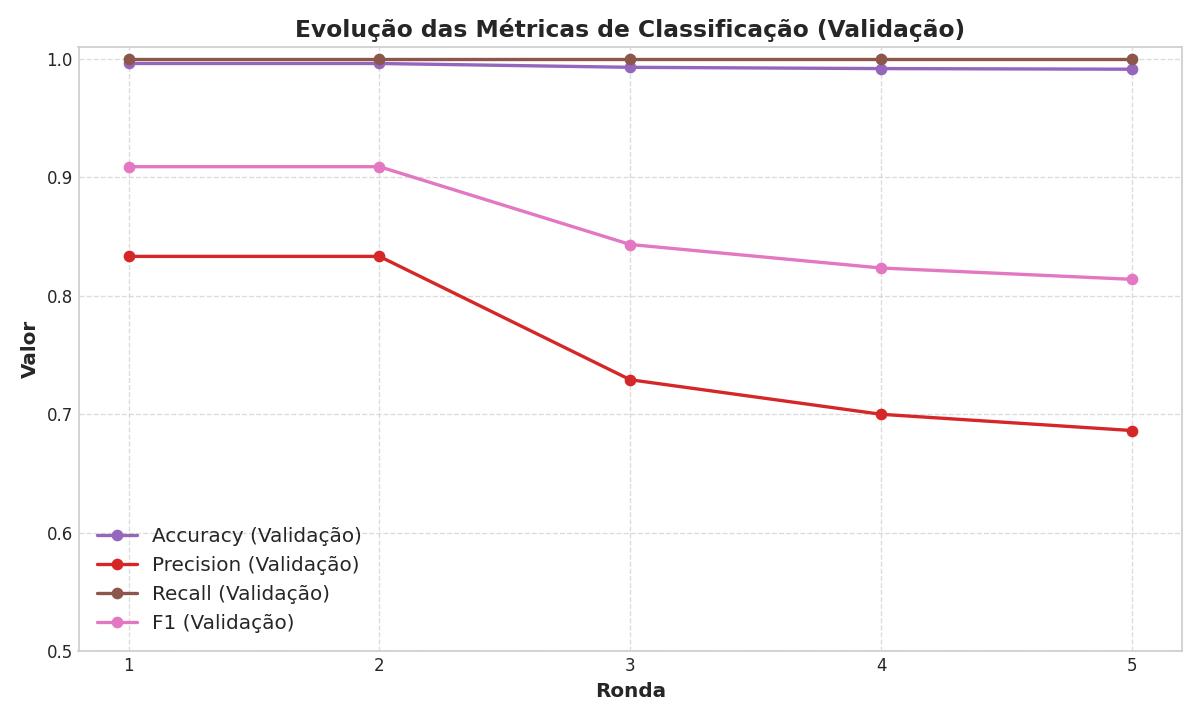 Evolução das Métricas de Classificação (Validação)
1.0
0.9
0.8
0.7
0.6
0.5
Valor
Accuracy (Validação)
Precision (Validação)
Recall (Validação)
F1 (Validação)
1 2 3 4 5
Ronda